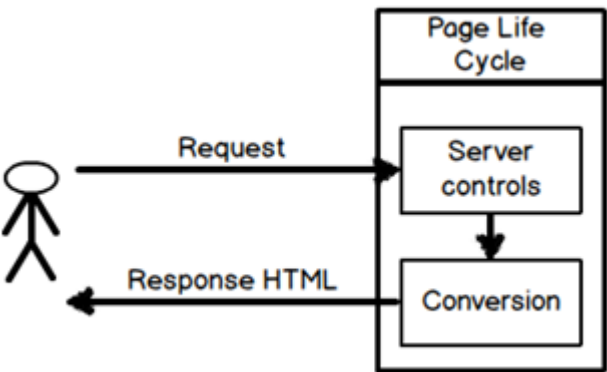 Page Life
Cycle
Request
Server
controls
Response HTML
Conversion